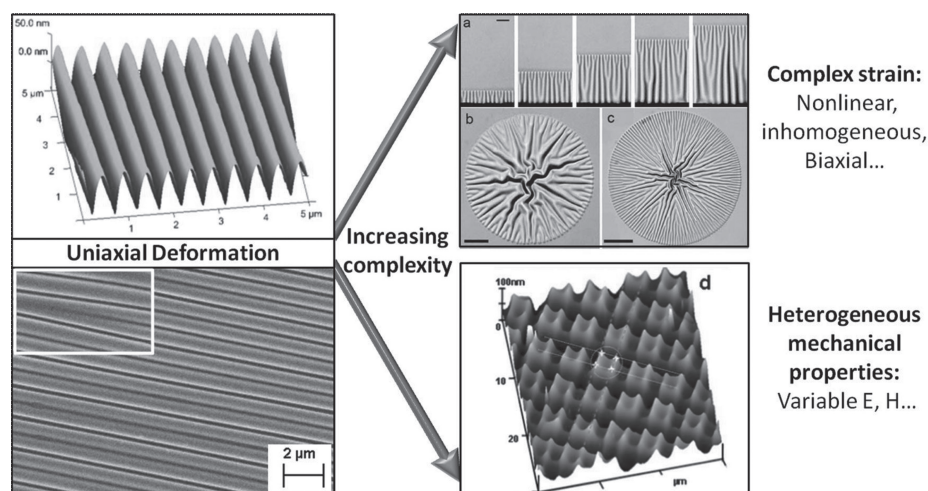 50.0 nm
0.0 nm
5 µm
4
3
2
1
1
2
3
4
5 µm
Uniaxial Deformation
2 µm
Increasing
complexity
a
b
c
Complex strain:
Nonlinear,
inhomogeneous,
Biaxial...
100nm
0
10
20
µm
d
Heterogeneous
mechanical
properties:
Variable E, H...